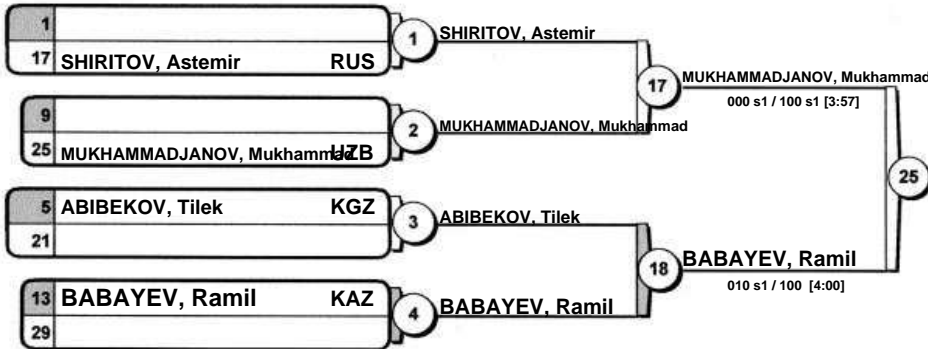 1
17 SHIRITOV, Astemir RUS
1 SHIRITOV, Astemir
9
25 MUKHAMMADJANOV, Mukhammad UZB
2 MUKHAMMADJANOV, Mukhammad
17 MUKHAMMADJANOV, Mukhammad
000 s1 / 100 s1 [3:57]
5 ABIBEKOV, Tilek KGZ
21
3 ABIBEKOV, Tilek
13 BABAYEV, Ramil KAZ
29
4 BABAYEV, Ramil
18 BABAYEV, Ramil
010 s1 / 100 [4:00]
25